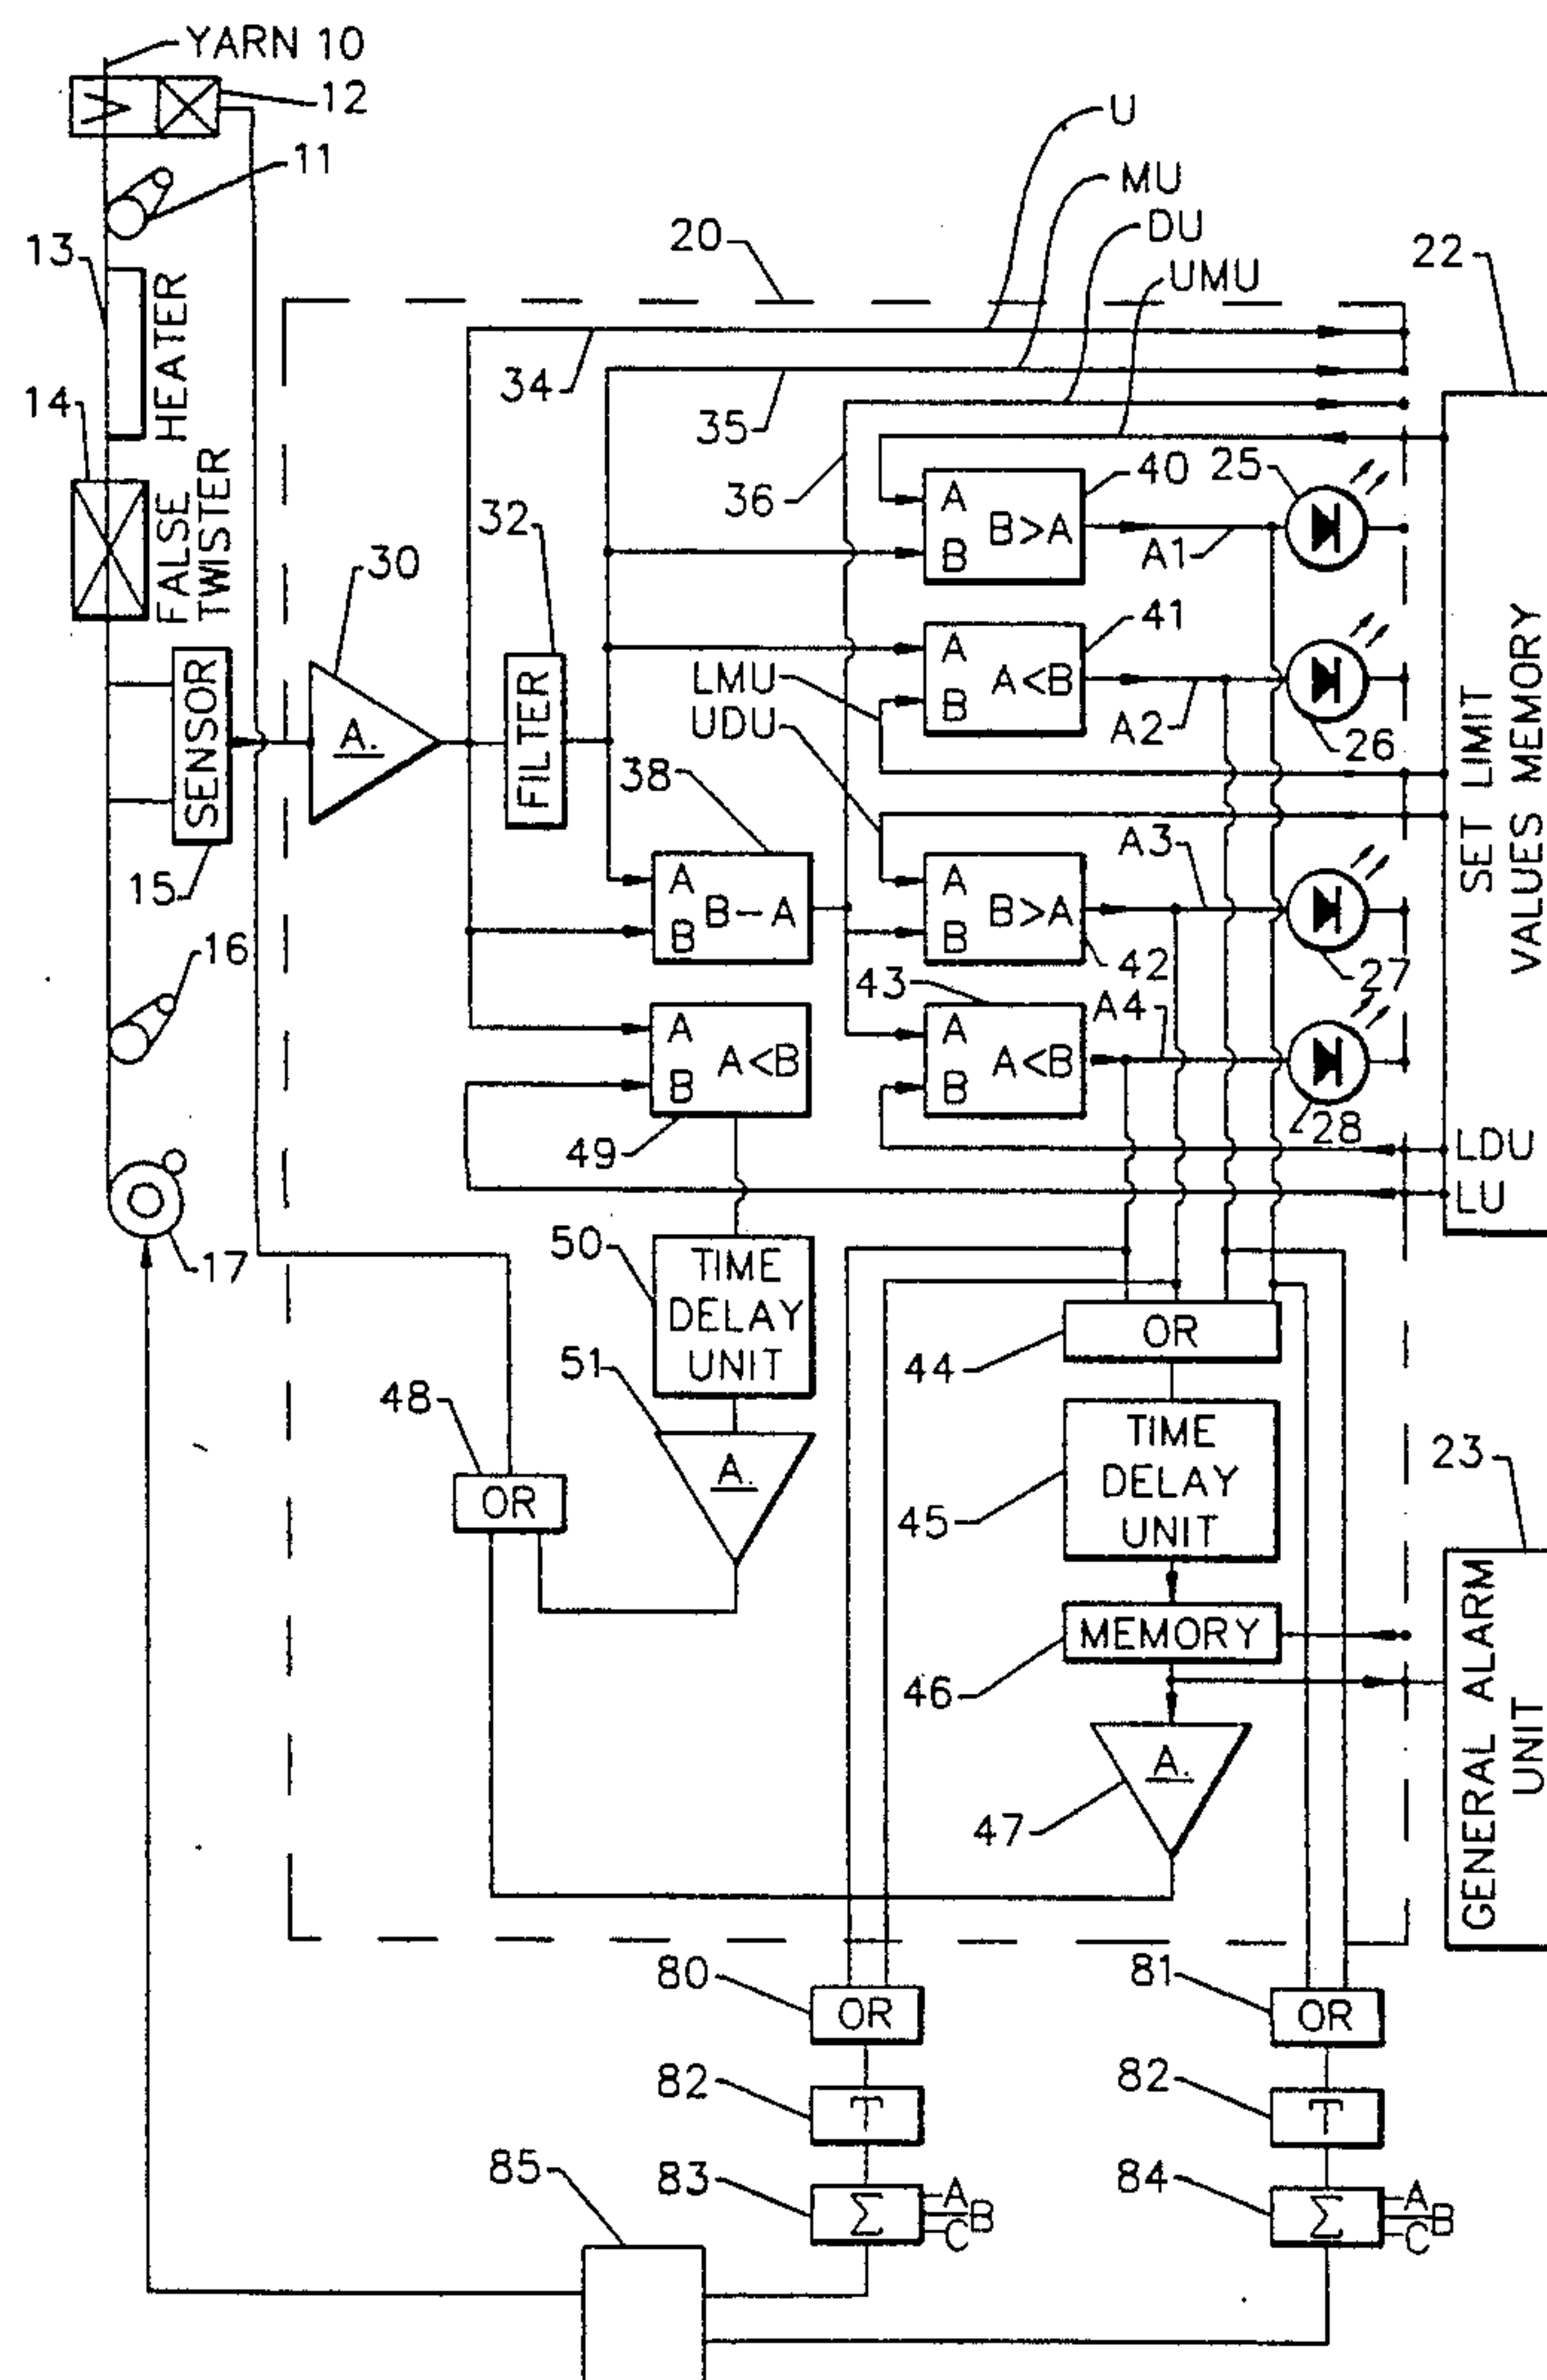 YARN 10
12
11
U
MU
DU
UMU
20
22
13
HEATER
34
35
14
FALSE
TWISTER
36
32
40
25
A
B
B>A
A1
30
A.
41
A
B
A<B
A2
26
LMU
UDU
SENSOR
15
FILTER
38
SET LIMIT
VALUES MEMORY
A
B
B-A
A3
A
B
B>A
42
27
16
43
A4
A
B
A<B
49
A
B
A<B
28
LDU
LU
17
50
TIME
DELAY
UNIT
OR
44
51
A.
48
OR
TIME
DELAY
UNIT
45
23
MEMORY
46
GENERAL ALARM
UNIT
A.
47
80
OR
81
OR
82
T
82
T
85
83
Σ
A
B
C
84
Σ
A
B
C